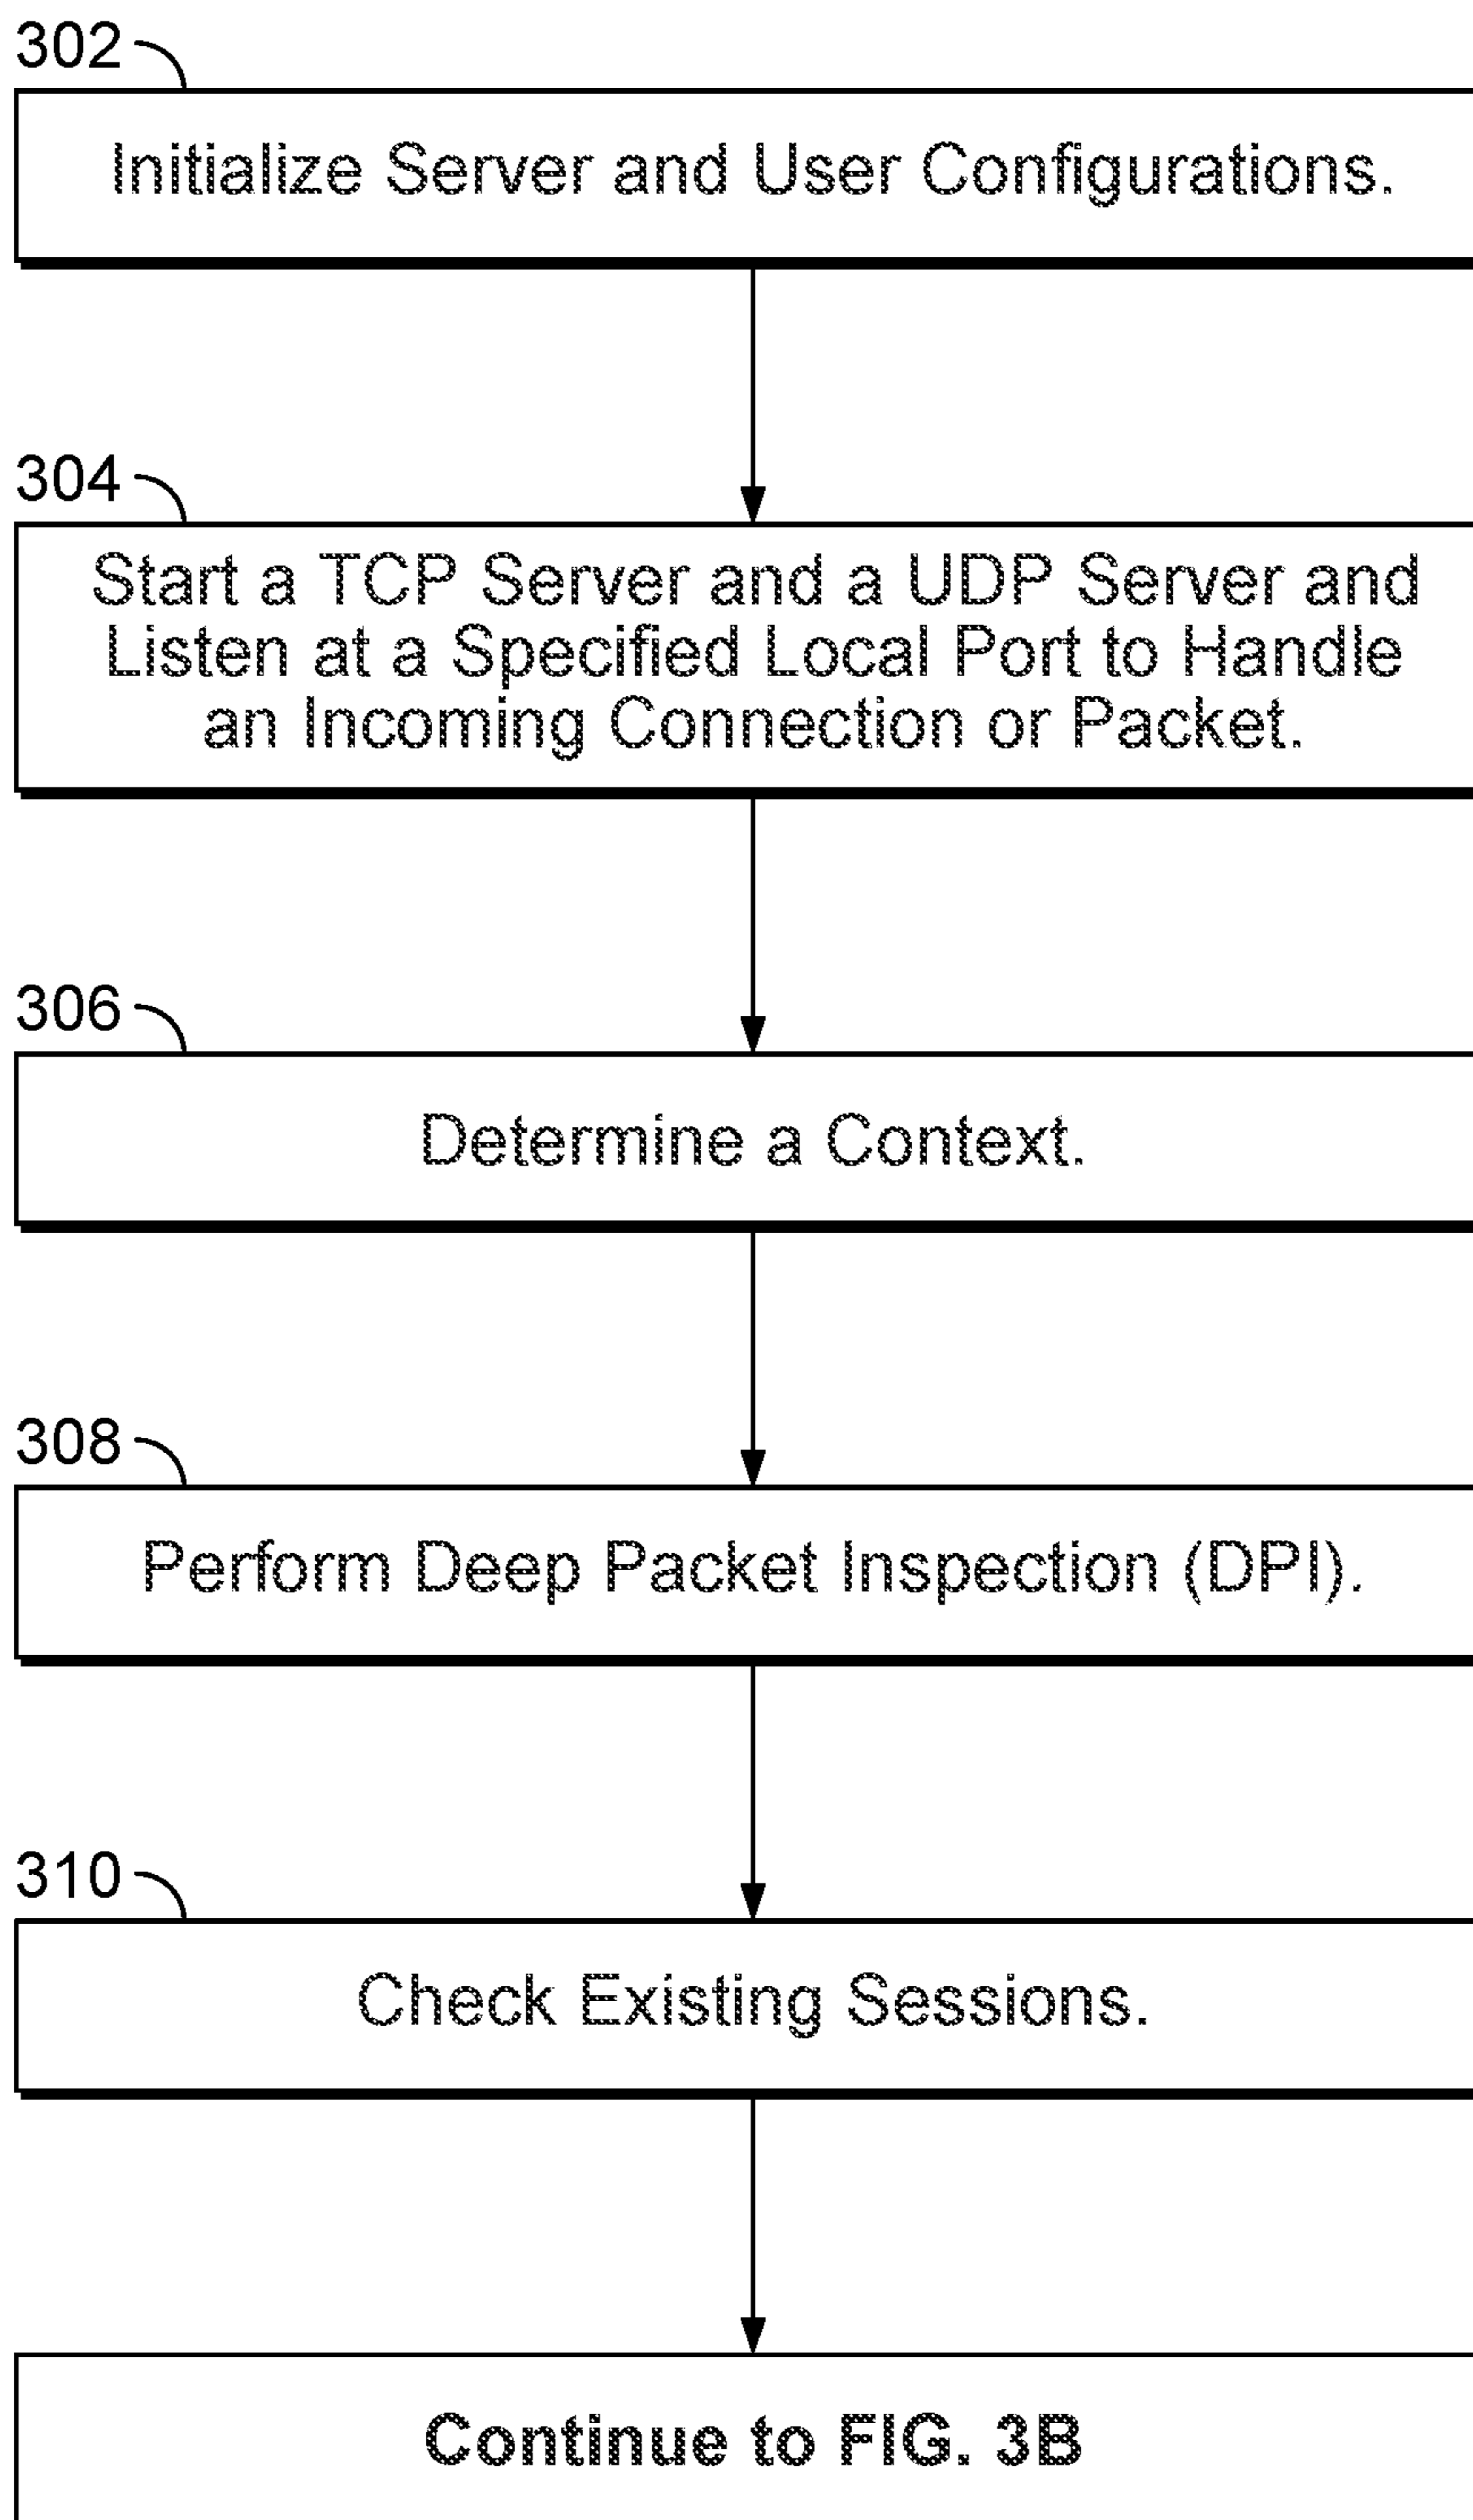 302
Initialize Server and User Configurations.
304
Start a TCP Server and a UDP Server and
Listen at a Specified Local Port to Handle
an Incoming Connection or Packet.
306
Determine a Context.
308
Perform Deep Packet Inspection (DPI).
310
Check Existing Sessions.
Continue to FIG. 3B